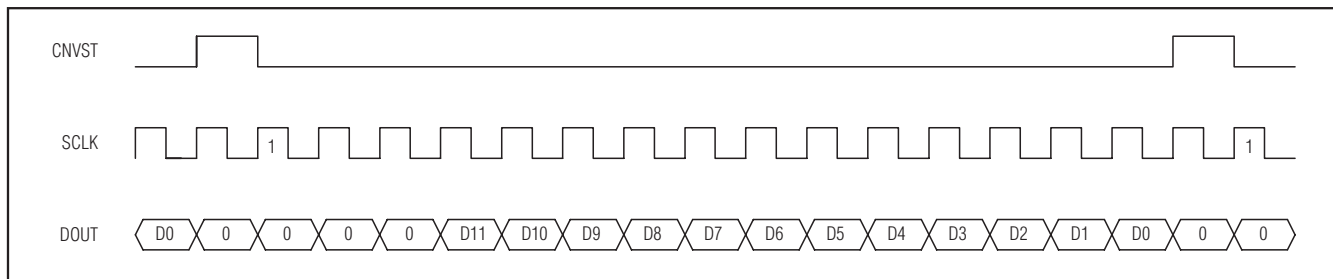 CNVST
SCLK 1 1
DOUT D0 0 0 0 0 D11 D10 D9 D8 D7 D6 D5 D4 D3 D2 D1 D0 0 0